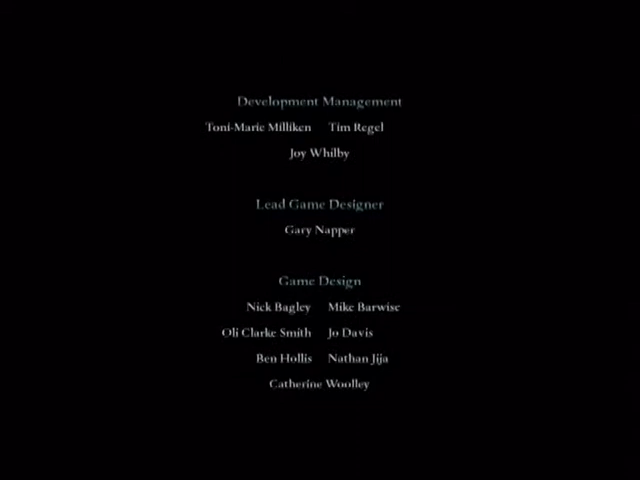 Development Management
Toni-Marie Milliken Tim Regel
Joy Whilby
Lead Game Designer
Gary Napper
Game Design
Nick Bagley Mike Barwise
Oli Clarke Smith Jo Davis
Ben Hollis Nathan Jija
Catherine Woolley